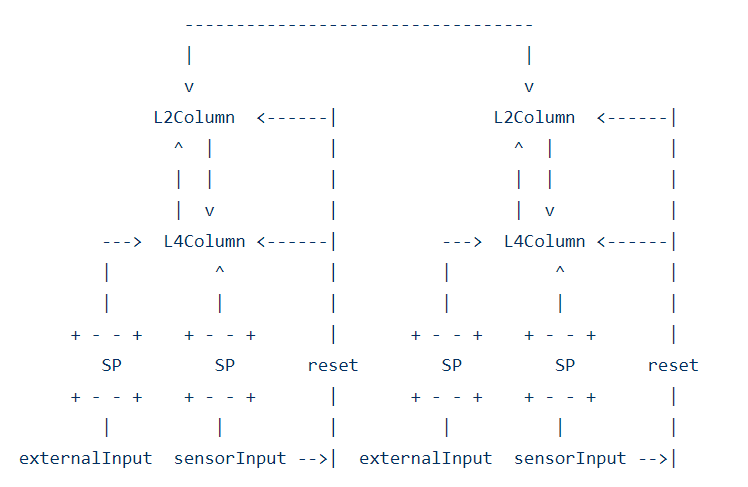 ----------------------------------
|                                 |
v                                 v
L2Column  <------|               L2Column  <------|
^  |           |                 ^  |           |
|  |           |                 |  |           |
|  v           |                 |  v           |
--->  L4Column <------|          --->  L4Column <------|
|          ^          |          |          ^          |
|          |          |          |          |          |
+ - - +    + - - +       |       + - - +    + - - +       |
SP         SP        reset       SP         SP        reset
+ - - +    + - - +       |       + - - +    + - - +       |
|          |          |          |          |          |
externalInput  sensorInput -->|  externalInput  sensorInput -->|